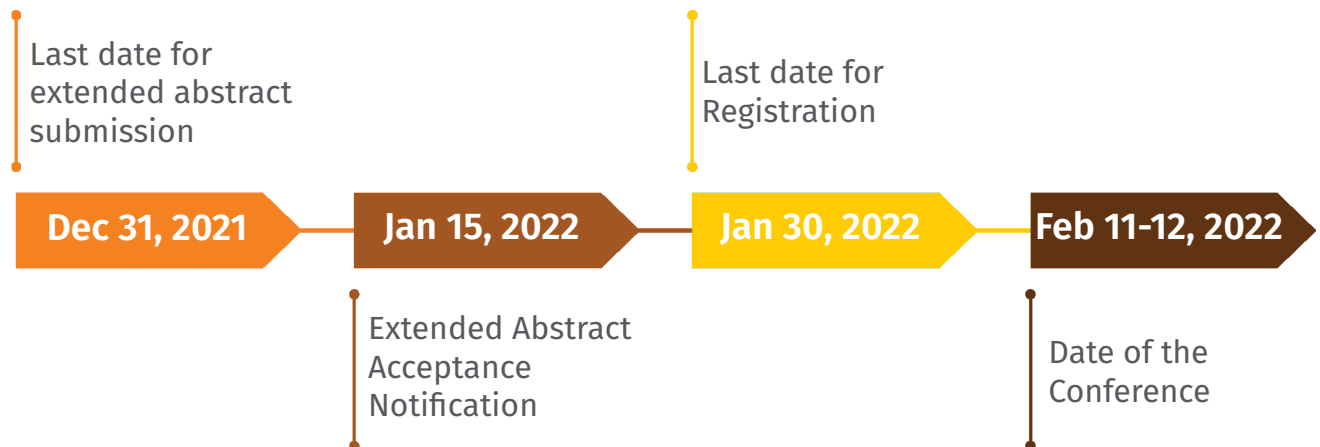 Last date for
extended abstract
submission
Last date for
Registration
Dec 31, 2021
Jan 15, 2022
Jan 30, 2022
Feb 11-12, 2022
Extended Abstract
Acceptance
Notification
Date of the
Conference